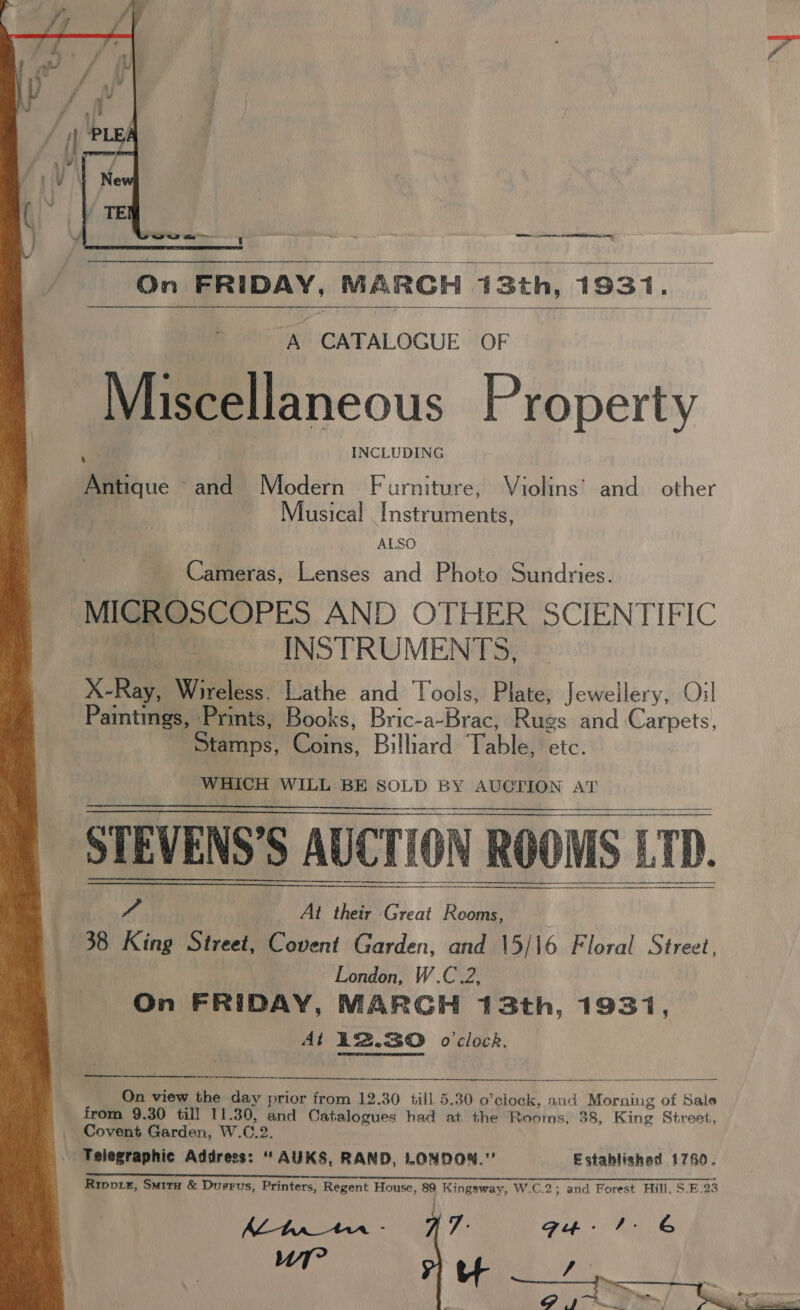 PLEA
New
TEN
On FRIDAY, MARCH 13th, 1931.
A CATALOGUE OF
Miscellaneous Property
INCLUDING
Antique and Modern Furniture, Violins and other
Musical Instruments,
ALSO
Cameras, Lenses and Photo Sundries.
MICROSCOPES AND OTHER SCIENTIFIC
INSTRUMENTS,
X-Ray, Wireless. Lathe and Tools, Plate, Jewellery, Oil
Paintings, Prints, Books, Bric-a-Brac, Rugs and Carpets,
Stamps, Coins, Billiard Table, etc.
WHICH WILL BE SOLD BY AUCTION AT
STEVENS'S AUCTION ROOMS LTD.
At their Great Rooms,
38 King Street, Covent Garden, and 15/16 Floral Street,
London, W.C.2,
On FRIDAY, MARCH 13th, 1931,
At 12.30 o'clock.
On view the day prior from 12.30 till 5.30 o'clock, and Morning of Sale
from 9.30 till 11.30, and Catalogues had at the Rooms, 38, King Street,
Covent Garden, W.C.2.
Telegraphic Address: "AUKS, RAND, LONDON." Established 1760.
Ripple, Smith & Duffus, Printers, Regent House, 89 Kingsway, W.C.2; and Forest Hill, S.E.23